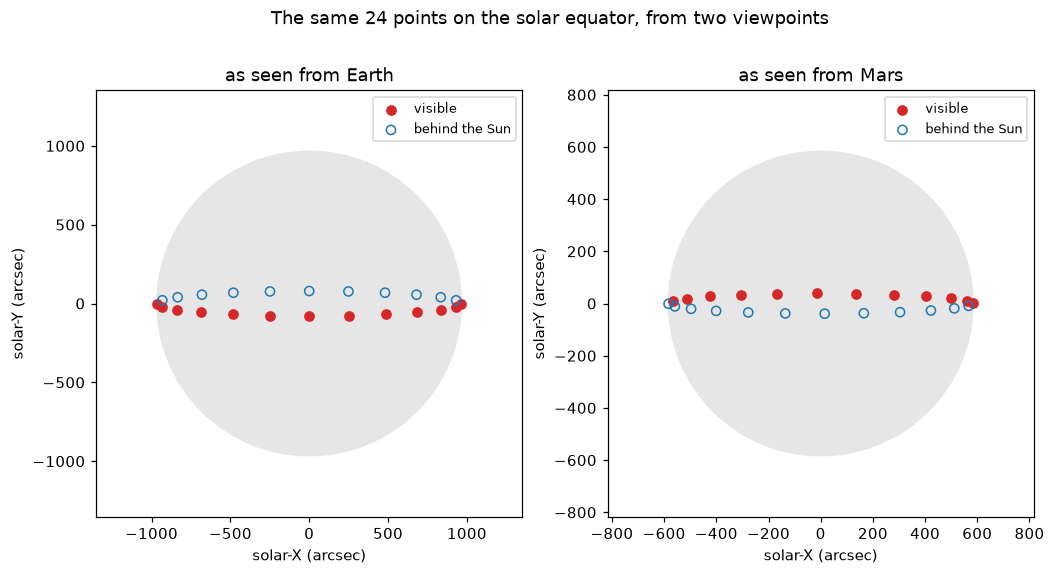 The same 24 points on the solar equator, from two viewpoints
as seen from Earth
visible
behind the Sun
1000
500
0
−500
−1000
solar-Y (arcsec)
−1000 −500 0 500 1000
solar-X (arcsec)
as seen from Mars
visible
behind the Sun
800
600
400
200
0
−200
−400
−600
−800
solar-Y (arcsec)
−800 −600 −400 −200 0 200 400 600 800
solar-X (arcsec)